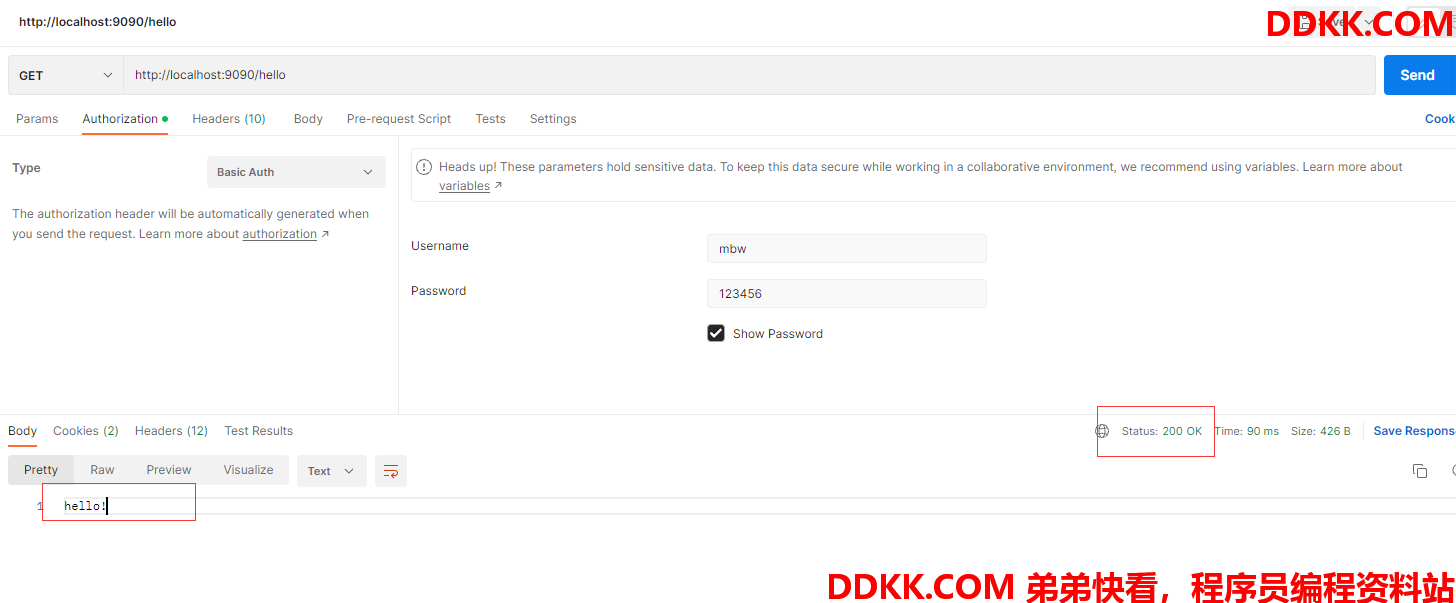 http://localhost:9090/hello
DDKK.COM
GET
http://localhost:9090/hello
Send
Params Authorization Headers (10) Body Pre-request Script Tests Settings
Cook
Type
Basic Auth
Heads up! These parameters hold sensitive data. To keep this data secure while working in a collaborative environment, we recommend using variables. Learn more about
variables ↗
The authorization header will be automatically generated when
you send the request. Learn more about authorization ↗
Username
mbw
Password
123456
Show Password
Body Cookies (2) Headers (12) Test Results
Status: 200 OK Time: 90 ms Size: 426 B
Save Respons
Pretty Raw Preview Visualize Text
1 hello!
DDKK.COM 弟弟快看，程序员编程资料站